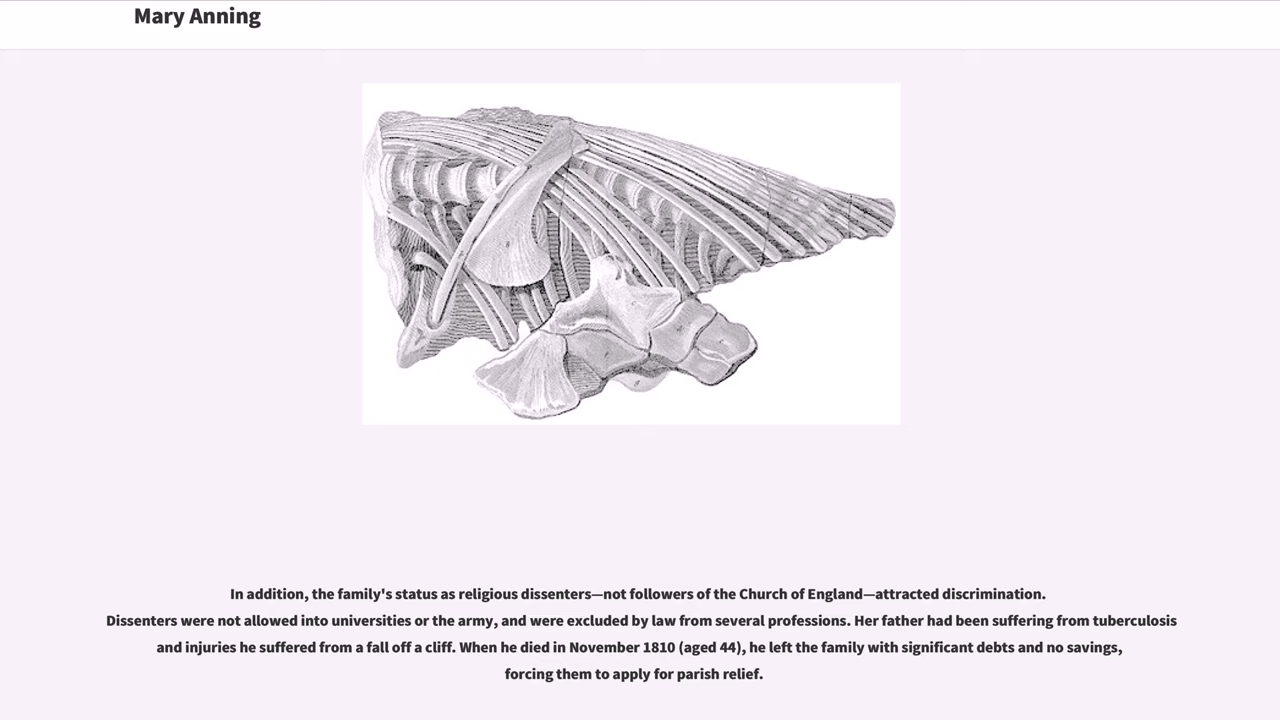 Mary Anning
In addition, the family's status as religious dissenters—not followers of the Church of England—attracted discrimination.
Dissenters were not allowed into universities or the army, and were excluded by law from several professions. Her father had been suffering from tuberculosis
and injuries he suffered from a fall off a cliff. When he died in November 1810 (aged 44), he left the family with significant debts and no savings,
forcing them to apply for parish relief.